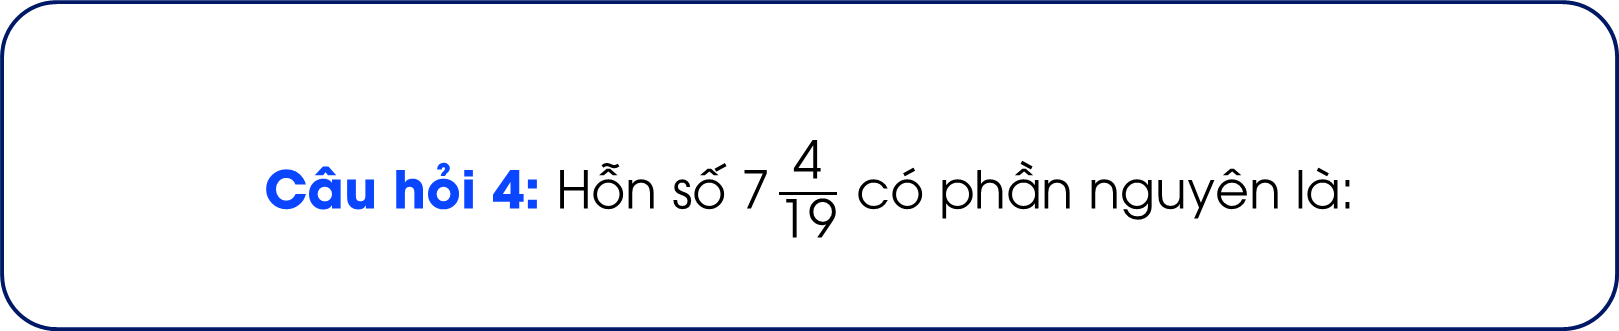 Câu hỏi 4: Hỗn số 7 4/19 có phần nguyên là: